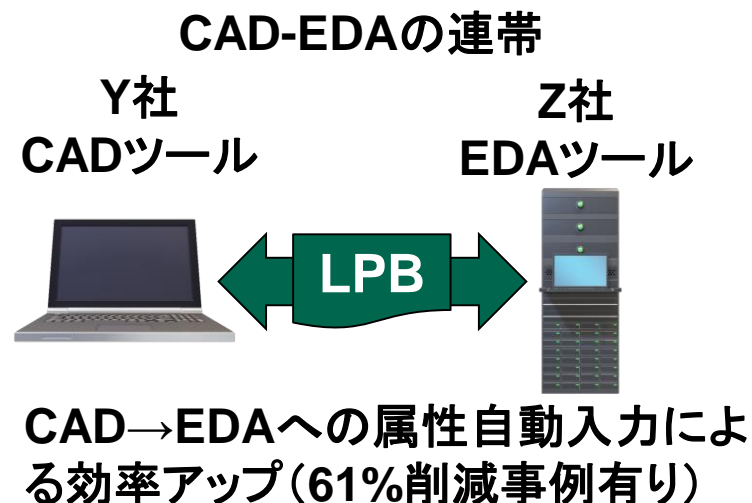 CAD-EDAの連帯
Y社
CADツール
Z社
EDAツール
LPB
CAD→EDAへの属性自動入力によ
る効率アップ（61%削減事例有り）